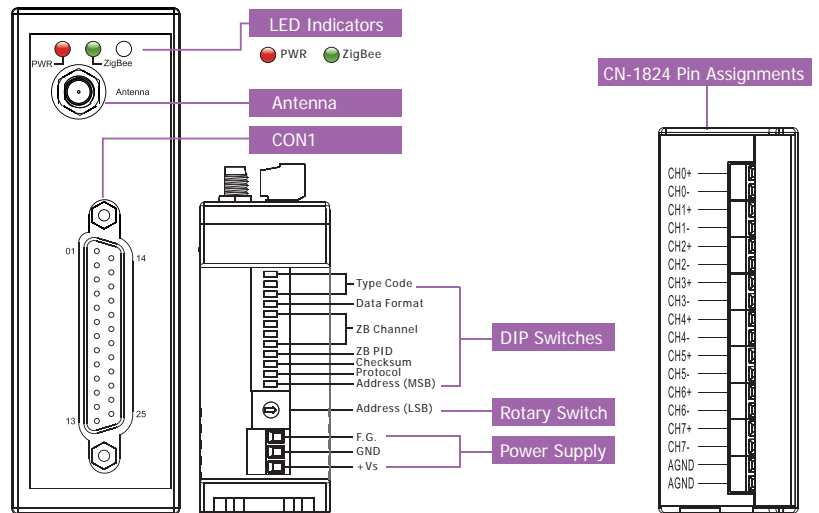 LED Indicators
PWR ZigBee
PWR ZigBee
Antenna
Antenna
CON1
01
14
13
25
Type Code
Data Format
ZB Channel
ZB PID
Checksum
Protocol
Address (MSB)
DIP Switches
Address (LSB)
Rotary Switch
F.G.
GND
+Vs
Power Supply
CN-1824 Pin Assignments
CH0+
CH0-
CH1+
CH1-
CH2+
CH2-
CH3+
CH3-
CH4+
CH4-
CH5+
CH5-
CH6+
CH6-
CH7+
CH7-
AGND
AGND